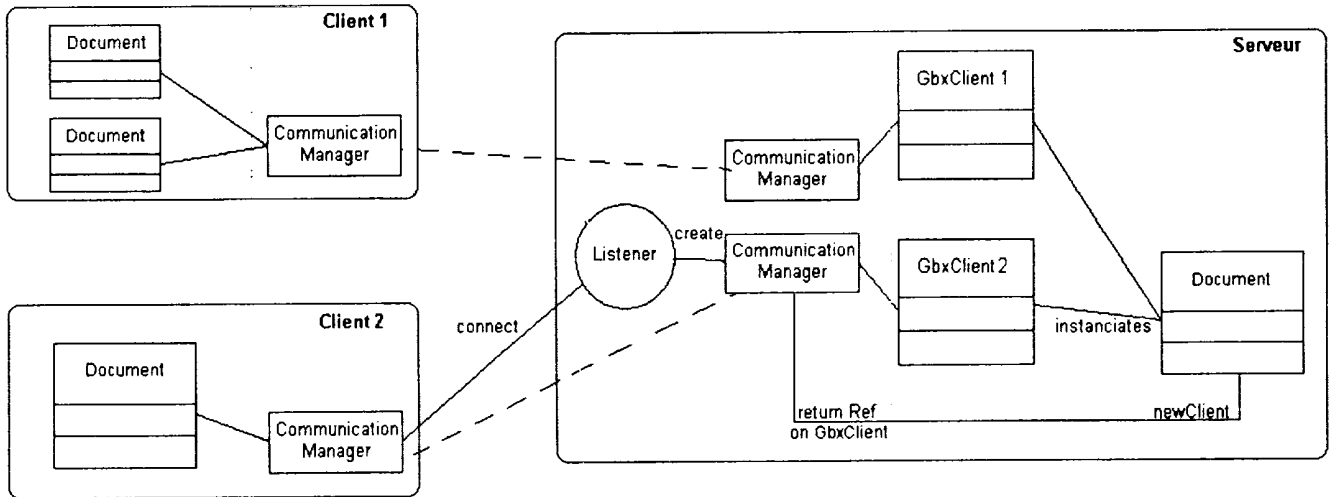 Client 1
Document
Document
Communication
Manager
Client 2
Document
Communication
Manager
connect
Serveur
GbxClient 1
Communication
Manager
Listener
create
Communication
Manager
GbxClient 2
Document
instanciates
return Ref
on GbxClient
newClient